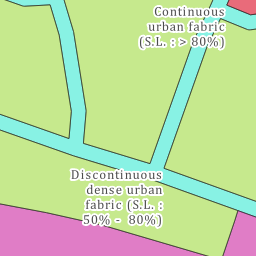 Continuous
urban fabric
(S.L. : > 80%)
Discontinuous
dense urban
fabric (S.L. :
50% - 80%)